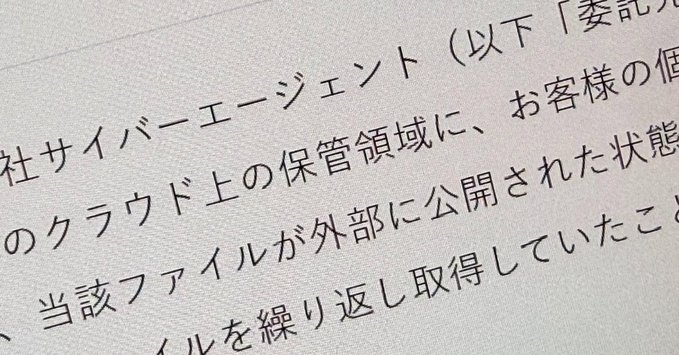 社サイバーエージェント（以下「委託
のクラウド上の保管領域に、お客様の個
、当該ファイルが外部に公開された状態
イルを繰り返し取得していたこと